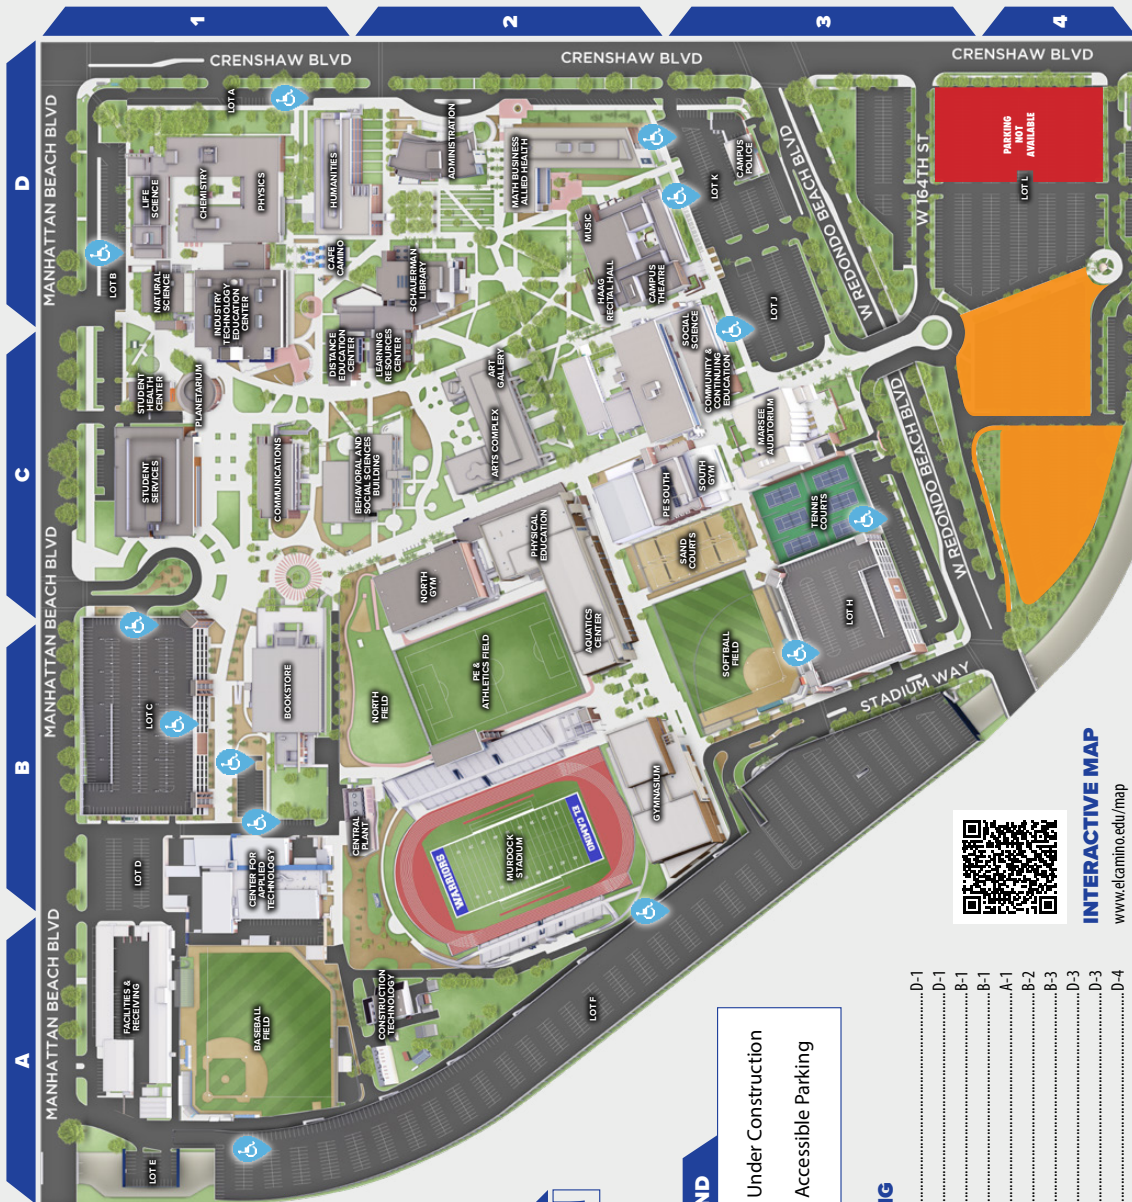 1
2
3
4
D
C
B
A
CRENSHAW BLVD
CRENSHAW BLVD
CRENSHAW BLVD
MANHATTAN BEACH BLVD
MANHATTAN BEACH BLVD
MANHATTAN BEACH BLVD
MANHATTAN BEACH BLVD
W REDONDO BEACH BLVD
W REDONDO BEACH BLVD
W 164TH ST
STADIUM WAY
LOT A
LIFE
SCIENCE
CHEMISTRY
PHYSICS
HUMANITIES
ADMINISTRATION
MATH BUSINESS
ALLIED HEALTH
CAMPUS
POLICE
LOT K
PARKING
NOT
AVAILABLE
LOT L
LOT B
NATURAL
SCIENCE
INDUSTRY
TECHNOLOGY
EDUCATION
CENTER
CAFE
CAMINO
SCHAUERMAN
LIBRARY
MUSIC
HAAG
RECITAL HALL
CAMPUS
THEATRE
LOT J
STUDENT
HEALTH
CENTER
PLANETARIUM
DISTANCE
EDUCATION
CENTER
LEARNING
RESOURCES
CENTER
ART
GALLERY
ARTS COMPLEX
SOCIAL
SCIENCE
COMMUNITY &
CONTINUING
EDUCATION
MARSEE
AUDITORIUM
STUDENT
SERVICES
COMMUNICATIONS
BEHAVIORAL AND
SOCIAL SCIENCES
BUILDING
PE SOUTH
SOUTH
GYM
TENNIS
COURTS
SAND
COURTS
PHYSICAL
EDUCATION
NORTH
GYM
AQUATICS
CENTER
LOT H
SOFTBALL
FIELD
PE &
ATHLETICS FIELD
NORTH
FIELD
BOOKSTORE
LOT C
CENTRAL
PLANT
WARRIORS
MURDOCK
STADIUM
EL CAMINO
GYMNASIUM
LOT D
CENTER FOR
APPLIED
TECHNOLOGY
FACILITIES &
RECEIVING
BASEBALL
FIELD
CONSTRUCTION
TECHNOLOGY
LOT F
LOT E
INTERACTIVE MAP
www.elcamino.edu/map
ND
Under Construction
Accessible Parking
NG
D-1
D-1
B-1
B-1
A-1
B-2
B-3
D-3
D-3
D-4